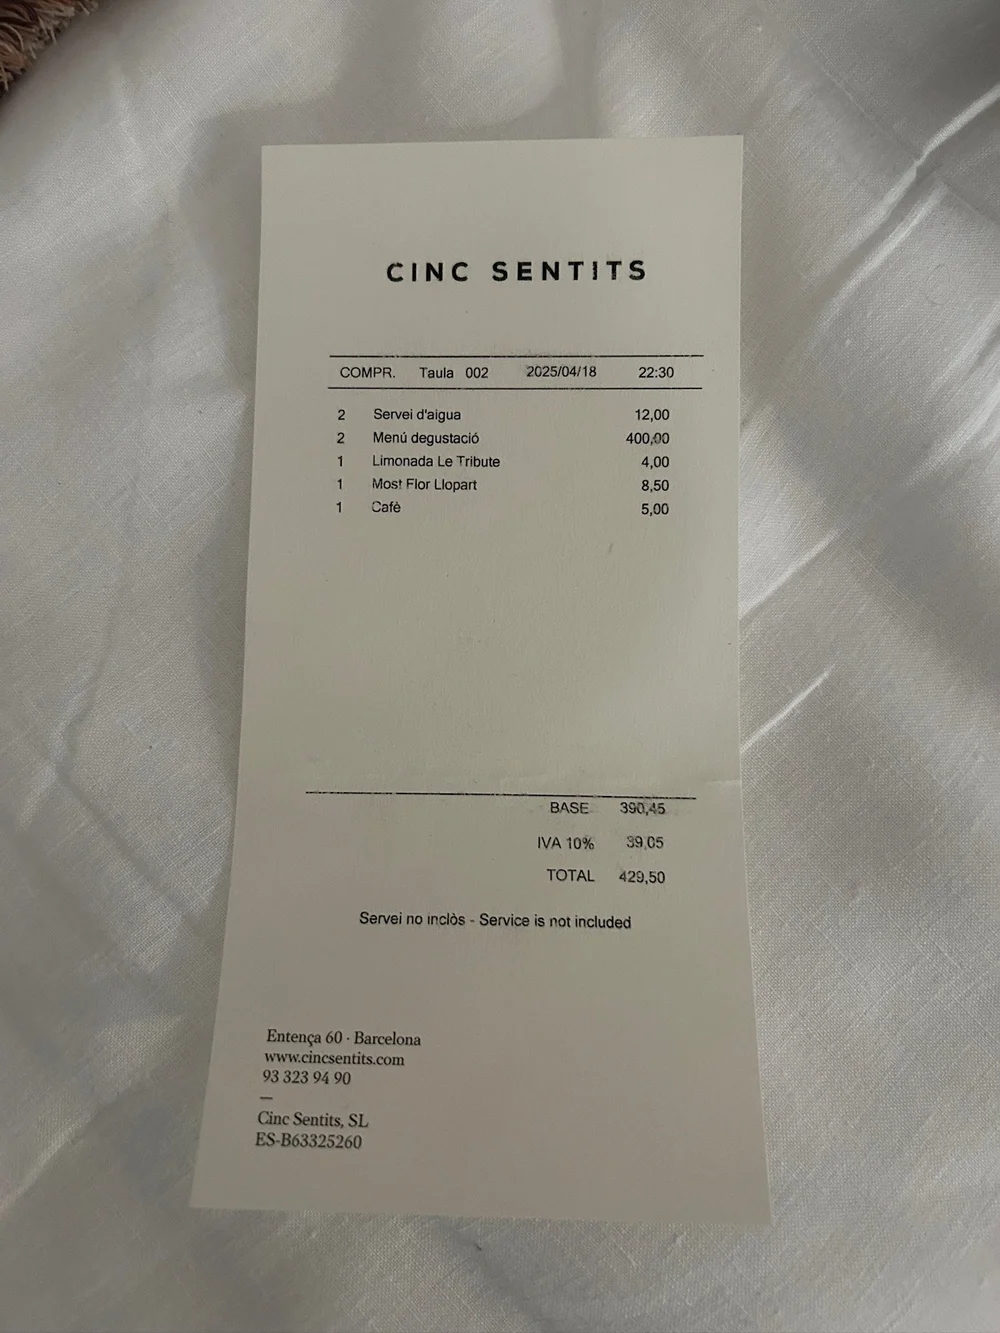 CINC SENTITS
COMPR. Taula 002 2025/04/18 22:30
2 Servei d'aigua 12,00
2 Menú degustació 400,00
1 Limonada Le Tribute 4,00
1 Most Flor Llopart 8,50
1 Cafè 5,00
BASE 390,45
IVA 10% 39,05
TOTAL 429,50
Servei no inclòs - Service is not included
Entença 60 · Barcelona
www.cincsentits.com
93 323 94 90
—
Cinc Sentits, SL
ES-B63325260